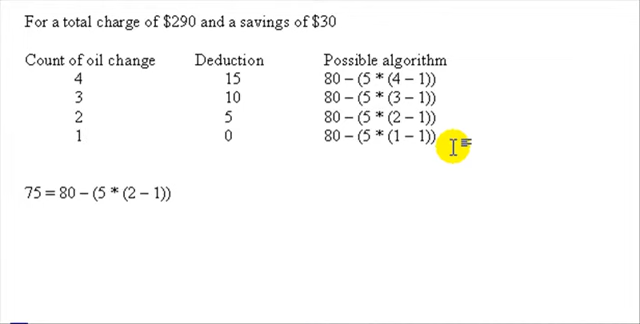 For a total charge of $290 and a savings of $30
Count of oil change Deduction Possible algorithm
4 15 80 – (5 * (4 – 1))
3 10 80 – (5 * (3 – 1))
2 5 80 – (5 * (2 – 1))
1 0 80 – (5 * (1 – 1))
75 = 80 – (5 * (2 – 1))